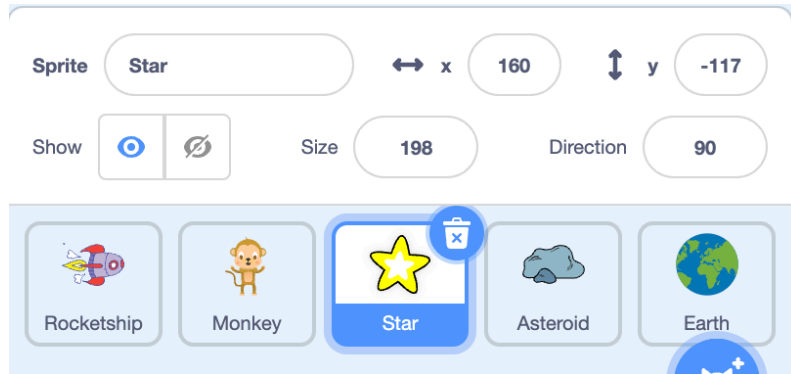 Sprite Star x 160 y -117
Show Size 198 Direction 90
Rocketship Monkey Star Asteroid Earth